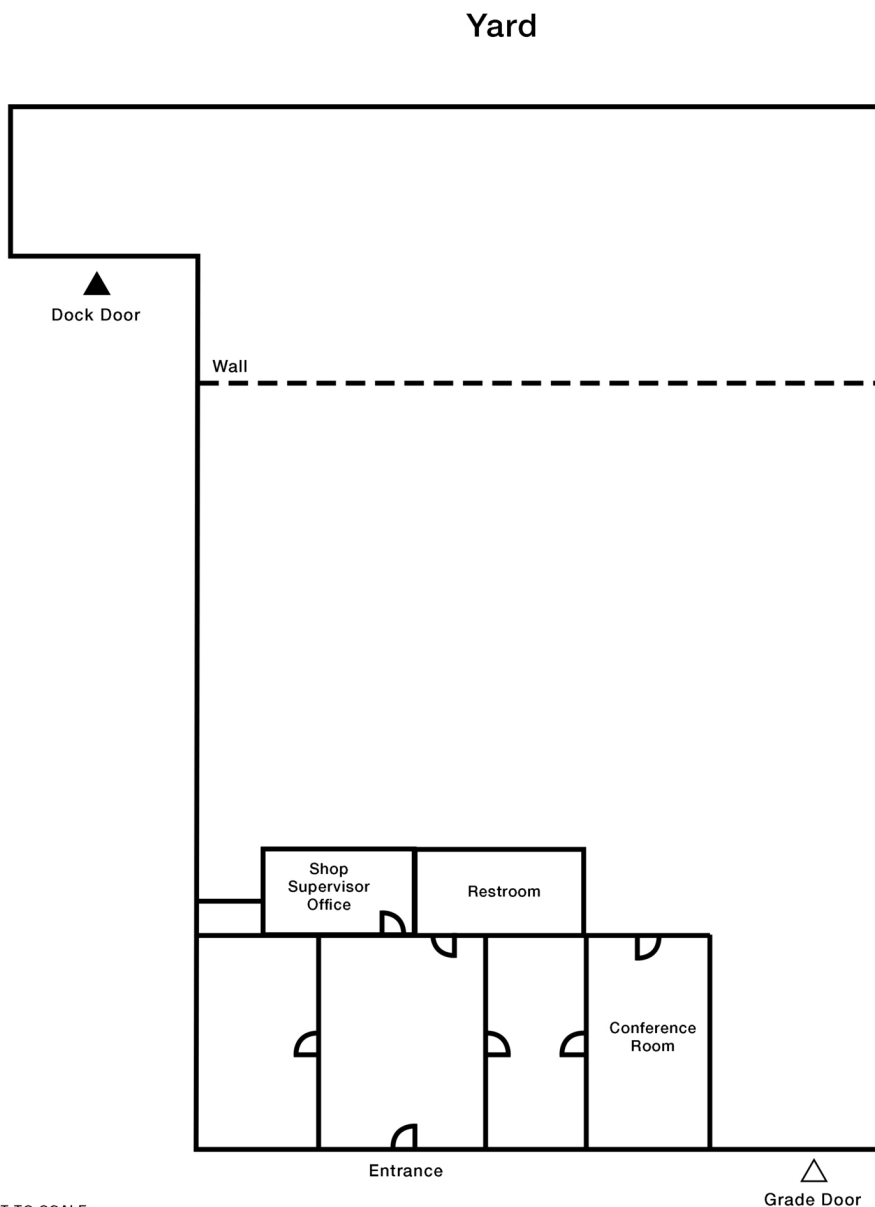 Yard
Dock Door
Wall
Shop
Supervisor
Office
Restroom
Conference
Room
Entrance
Grade Door